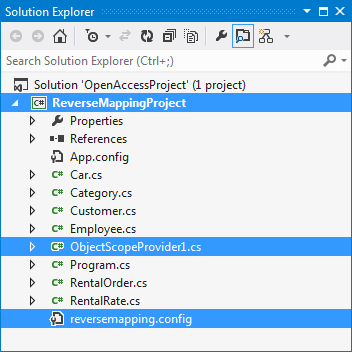 Solution Explorer
Search Solution Explorer (Ctrl+;)
Solution 'OpenAccessProject' (1 project)
C# ReverseMappingProject
Properties
References
App.config
C# Car.cs
C# Category.cs
C# Customer.cs
C# Employee.cs
C# ObjectScopeProvider1.cs
C# Program.cs
C# RentalOrder.cs
C# RentalRate.cs
reversemapping.config